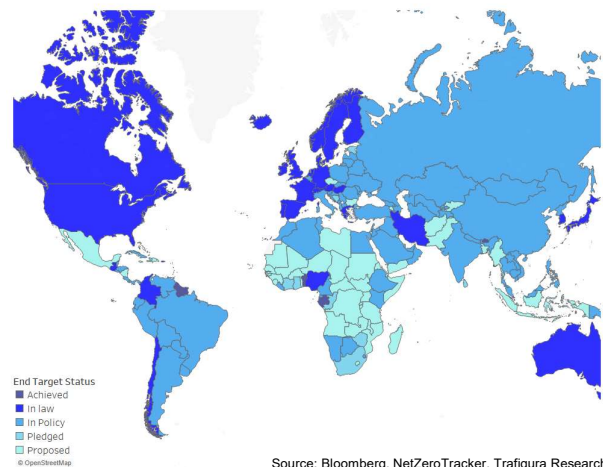 End Target Status
Achieved
In law
In Policy
Pledged
Proposed
© OpenStreetMap
Source: Bloomberg, NetZeroTracker, Trafigura Research